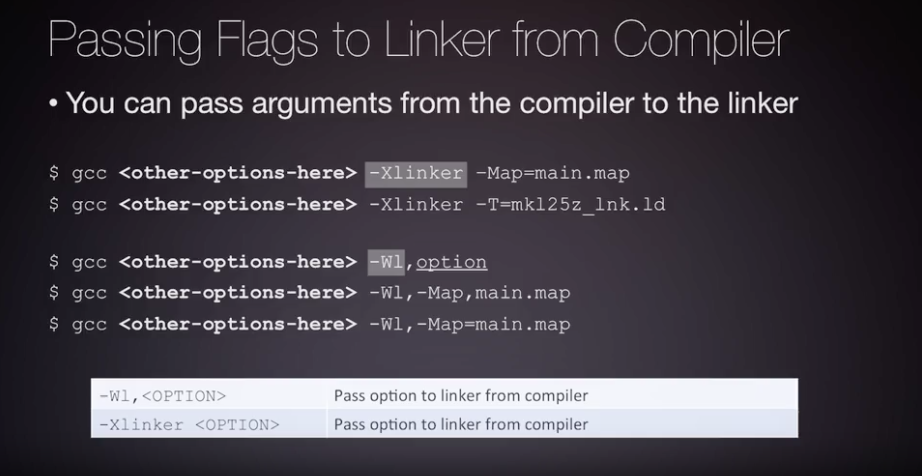 Passing Flags to Linker from Compiler
• You can pass arguments from the compiler to the linker
$ gcc <other-options-here> -Xlinker -Map=main.map
$ gcc <other-options-here> -Xlinker -T=mkl25z_lnk.ld
$ gcc <other-options-here> -Wl,option
$ gcc <other-options-here> -Wl,-Map,main.map
$ gcc <other-options-here> -Wl,-Map=main.map
-Wl,<OPTION> Pass option to linker from compiler
-Xlinker <OPTION> Pass option to linker from compiler